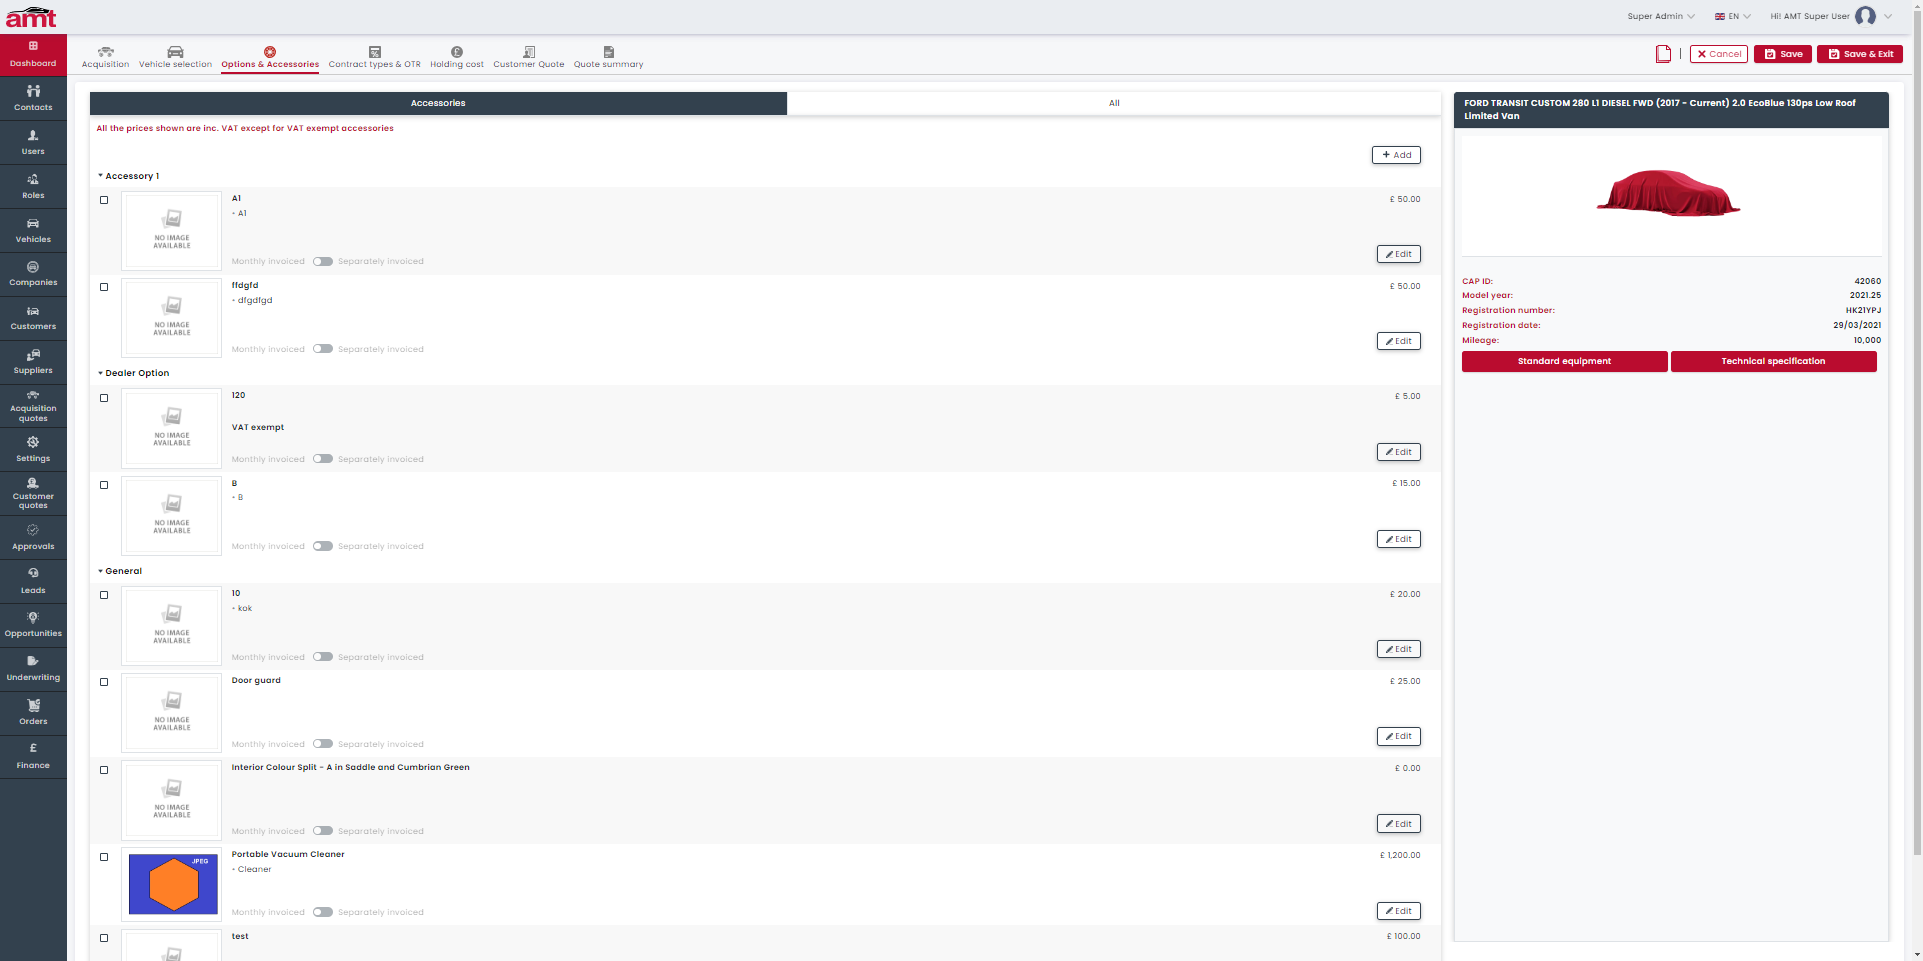 amt
Super Admin
EN
Hi! AMT Super User
Dashboard
Contacts
Users
Roles
Vehicles
Companies
Customers
Suppliers
Acquisition
quotes
Settings
Customer
quotes
Approvals
Leads
Opportunities
Underwriting
Orders
£
Finance
Acquisition
Vehicle selection
Options & Accessories
Contract types & OTR
Holding cost
Customer Quote
Quote summary
Cancel
Save
Save & Exit
Accessories
All
All the prices shown are inc. VAT except for VAT exempt accessories
+ Add
Accessory 1
NO IMAGE
AVAILABLE
A1
- A1
£ 50.00
Monthly invoiced
Separately invoiced
Edit
NO IMAGE
AVAILABLE
ffdgfd
- dfgdfgd
£ 50.00
Monthly invoiced
Separately invoiced
Edit
Dealer Option
NO IMAGE
AVAILABLE
120
VAT exempt
£ 5.00
Monthly invoiced
Separately invoiced
Edit
NO IMAGE
AVAILABLE
B
- B
£ 15.00
Monthly invoiced
Separately invoiced
Edit
General
NO IMAGE
AVAILABLE
10
- kok
£ 20.00
Monthly invoiced
Separately invoiced
Edit
NO IMAGE
AVAILABLE
Door guard
£ 25.00
Monthly invoiced
Separately invoiced
Edit
NO IMAGE
AVAILABLE
Interior Colour Split - A in Saddle and Cumbrian Green
£ 0.00
Monthly invoiced
Separately invoiced
Edit
JPEG
Portable Vacuum Cleaner
- Cleaner
£ 1,200.00
Monthly invoiced
Separately invoiced
Edit
test
£ 100.00
FORD TRANSIT CUSTOM 280 L1 DIESEL FWD (2017 - Current) 2.0 EcoBlue 130ps Low Roof
Limited Van
CAP ID: 42060
Model year: 2021.25
Registration number: HK21YPJ
Registration date: 29/03/2021
Mileage: 10,000
Standard equipment
Technical specification